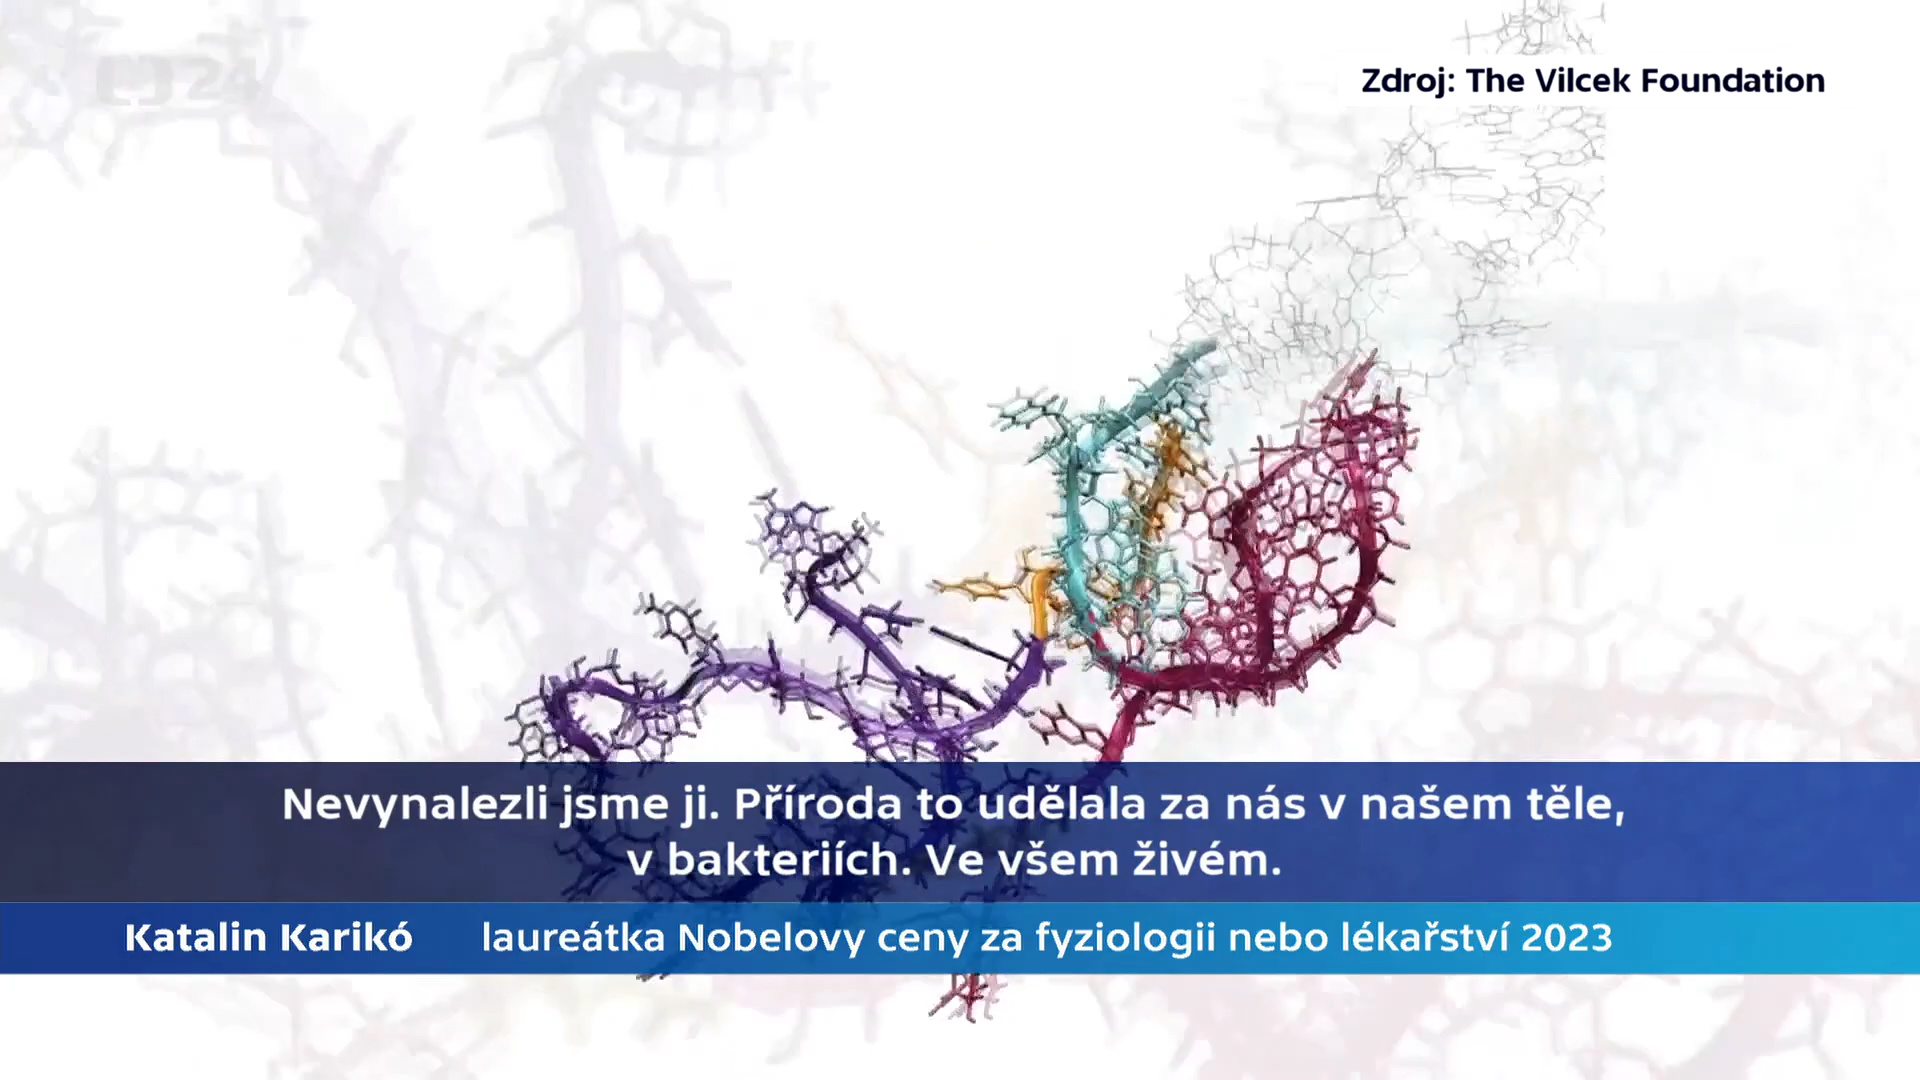 24
Zdroj: The Vilcek Foundation
Nevynalezli jsme ji. Příroda to udělala za nás v našem těle,
v bakteriích. Ve všem živém.
Katalin Karikó laureátka Nobelovy ceny za fyziologii nebo lékařství 2023